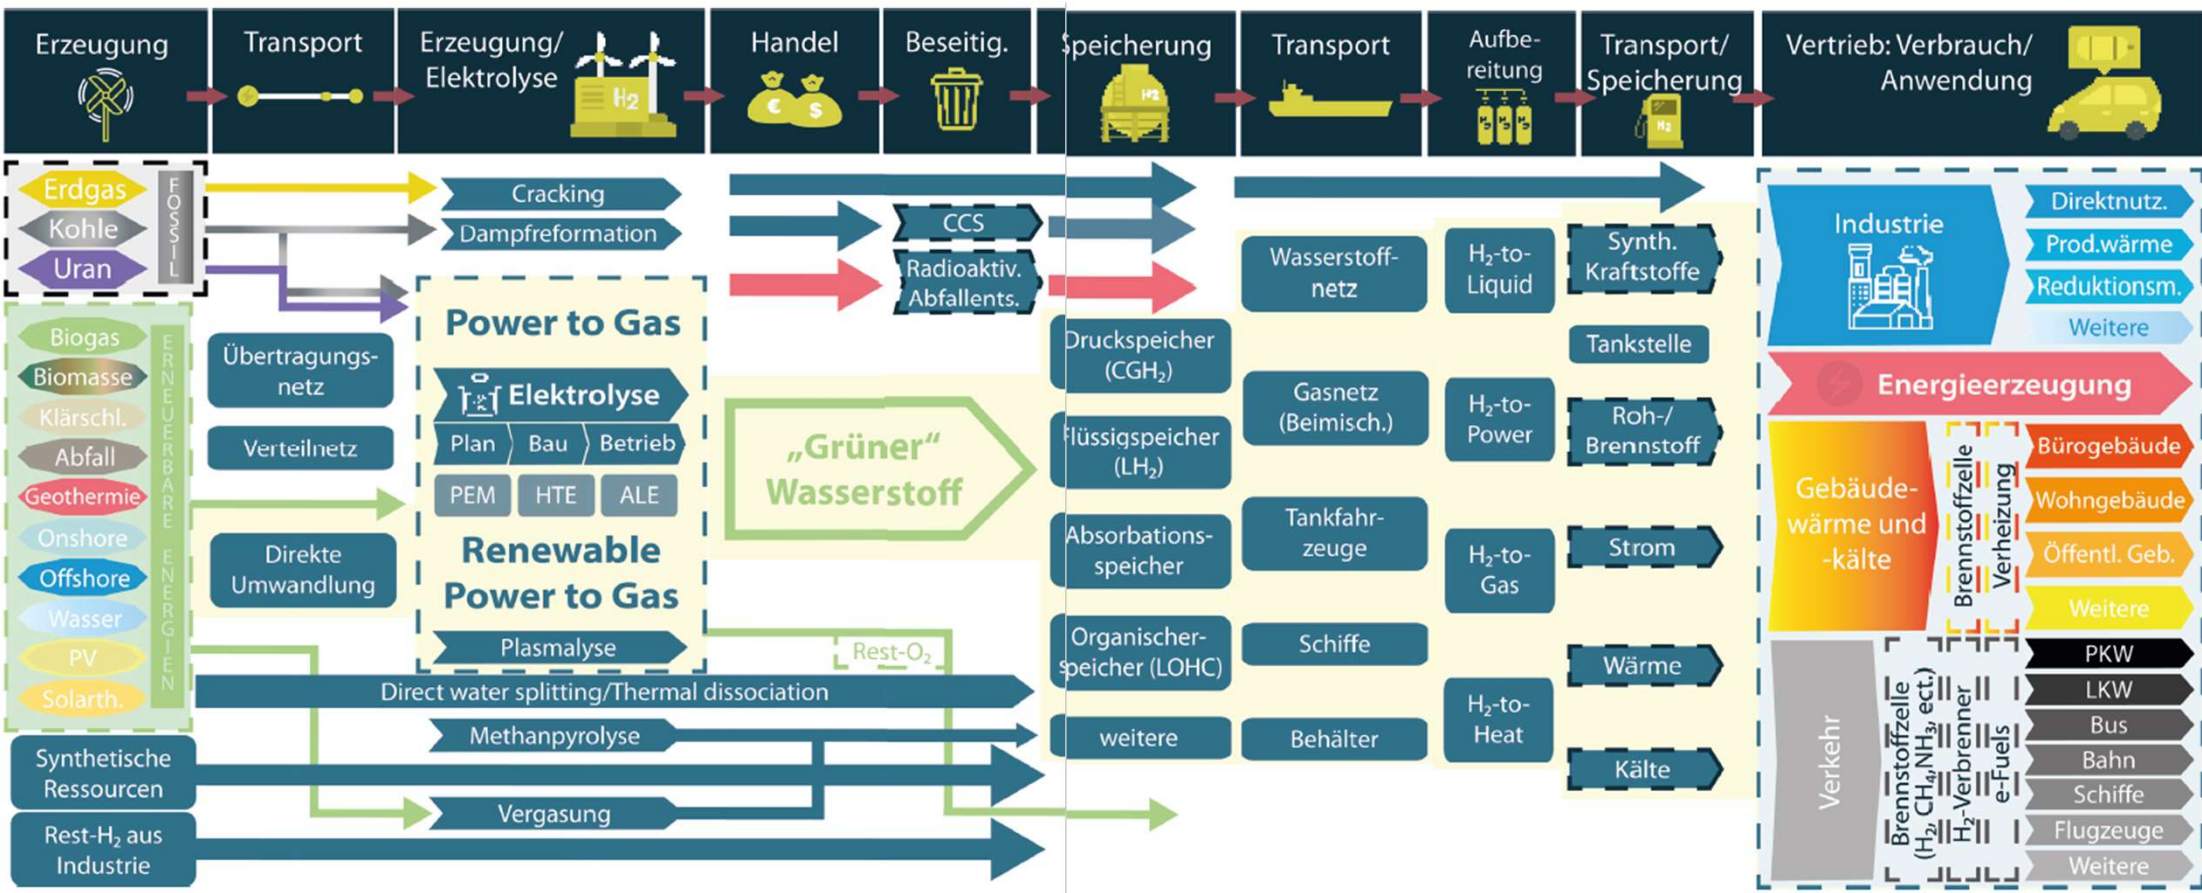 Erzeugung
Transport
Erzeugung/
Elektrolyse
H2
Handel
€ $
Beseitig.
Speicherung
H2
Transport
Aufbe-
reitung
H₂ H₂ H₂
Transport/
Speicherung
H₂
Vertrieb: Verbrauch/
Anwendung
Erdgas
Kohle
Uran
FOSSIL
Biogas
Biomasse
Klärschl.
Abfall
Geothermie
Onshore
Offshore
Wasser
PV
Solarth.
ERNEUERBARE ENERGIEN
Synthetische
Ressourcen
Rest-H₂ aus
Industrie
Übertragungs-
netz
Verteilnetz
Direkte
Umwandlung
Cracking
Dampfreformation
Power to Gas
Elektrolyse
Plan
Bau
Betrieb
PEM
HTE
ALE
Renewable
Power to Gas
Plasmalyse
Direct water splitting/Thermal dissociation
Methanpyrolyse
Vergasung
„Grüner“
Wasserstoff
Rest-O₂
CCS
Radioaktiv.
Abfallents.
Druckspeicher
(CGH₂)
Flüssigspeicher
(LH₂)
Absorbations-
speicher
Organischer-
speicher (LOHC)
weitere
Wasserstoff-
netz
Gasnetz
(Beimisch.)
Tankfahr-
zeuge
Schiffe
Behälter
H₂-to-
Liquid
H₂-to-
Power
H₂-to-
Gas
H₂-to-
Heat
Synth.
Kraftstoffe
Tankstelle
Roh-/
Brennstoff
Strom
Wärme
Kälte
Industrie
Direktnutz.
Prod.wärme
Reduktionsm.
Weitere
Energieerzeugung
Gebäude-
wärme und
-kälte
Brennstoffzelle
Verheizung
Bürogebäude
Wohngebäude
Öffentl. Geb.
Weitere
Verkehr
Brennstoffzelle
(H₂, CH₄,NH₃, ect.)
H₂-Verbrenner
e-Fuels
PKW
LKW
Bus
Bahn
Schiffe
Flugzeuge
Weitere